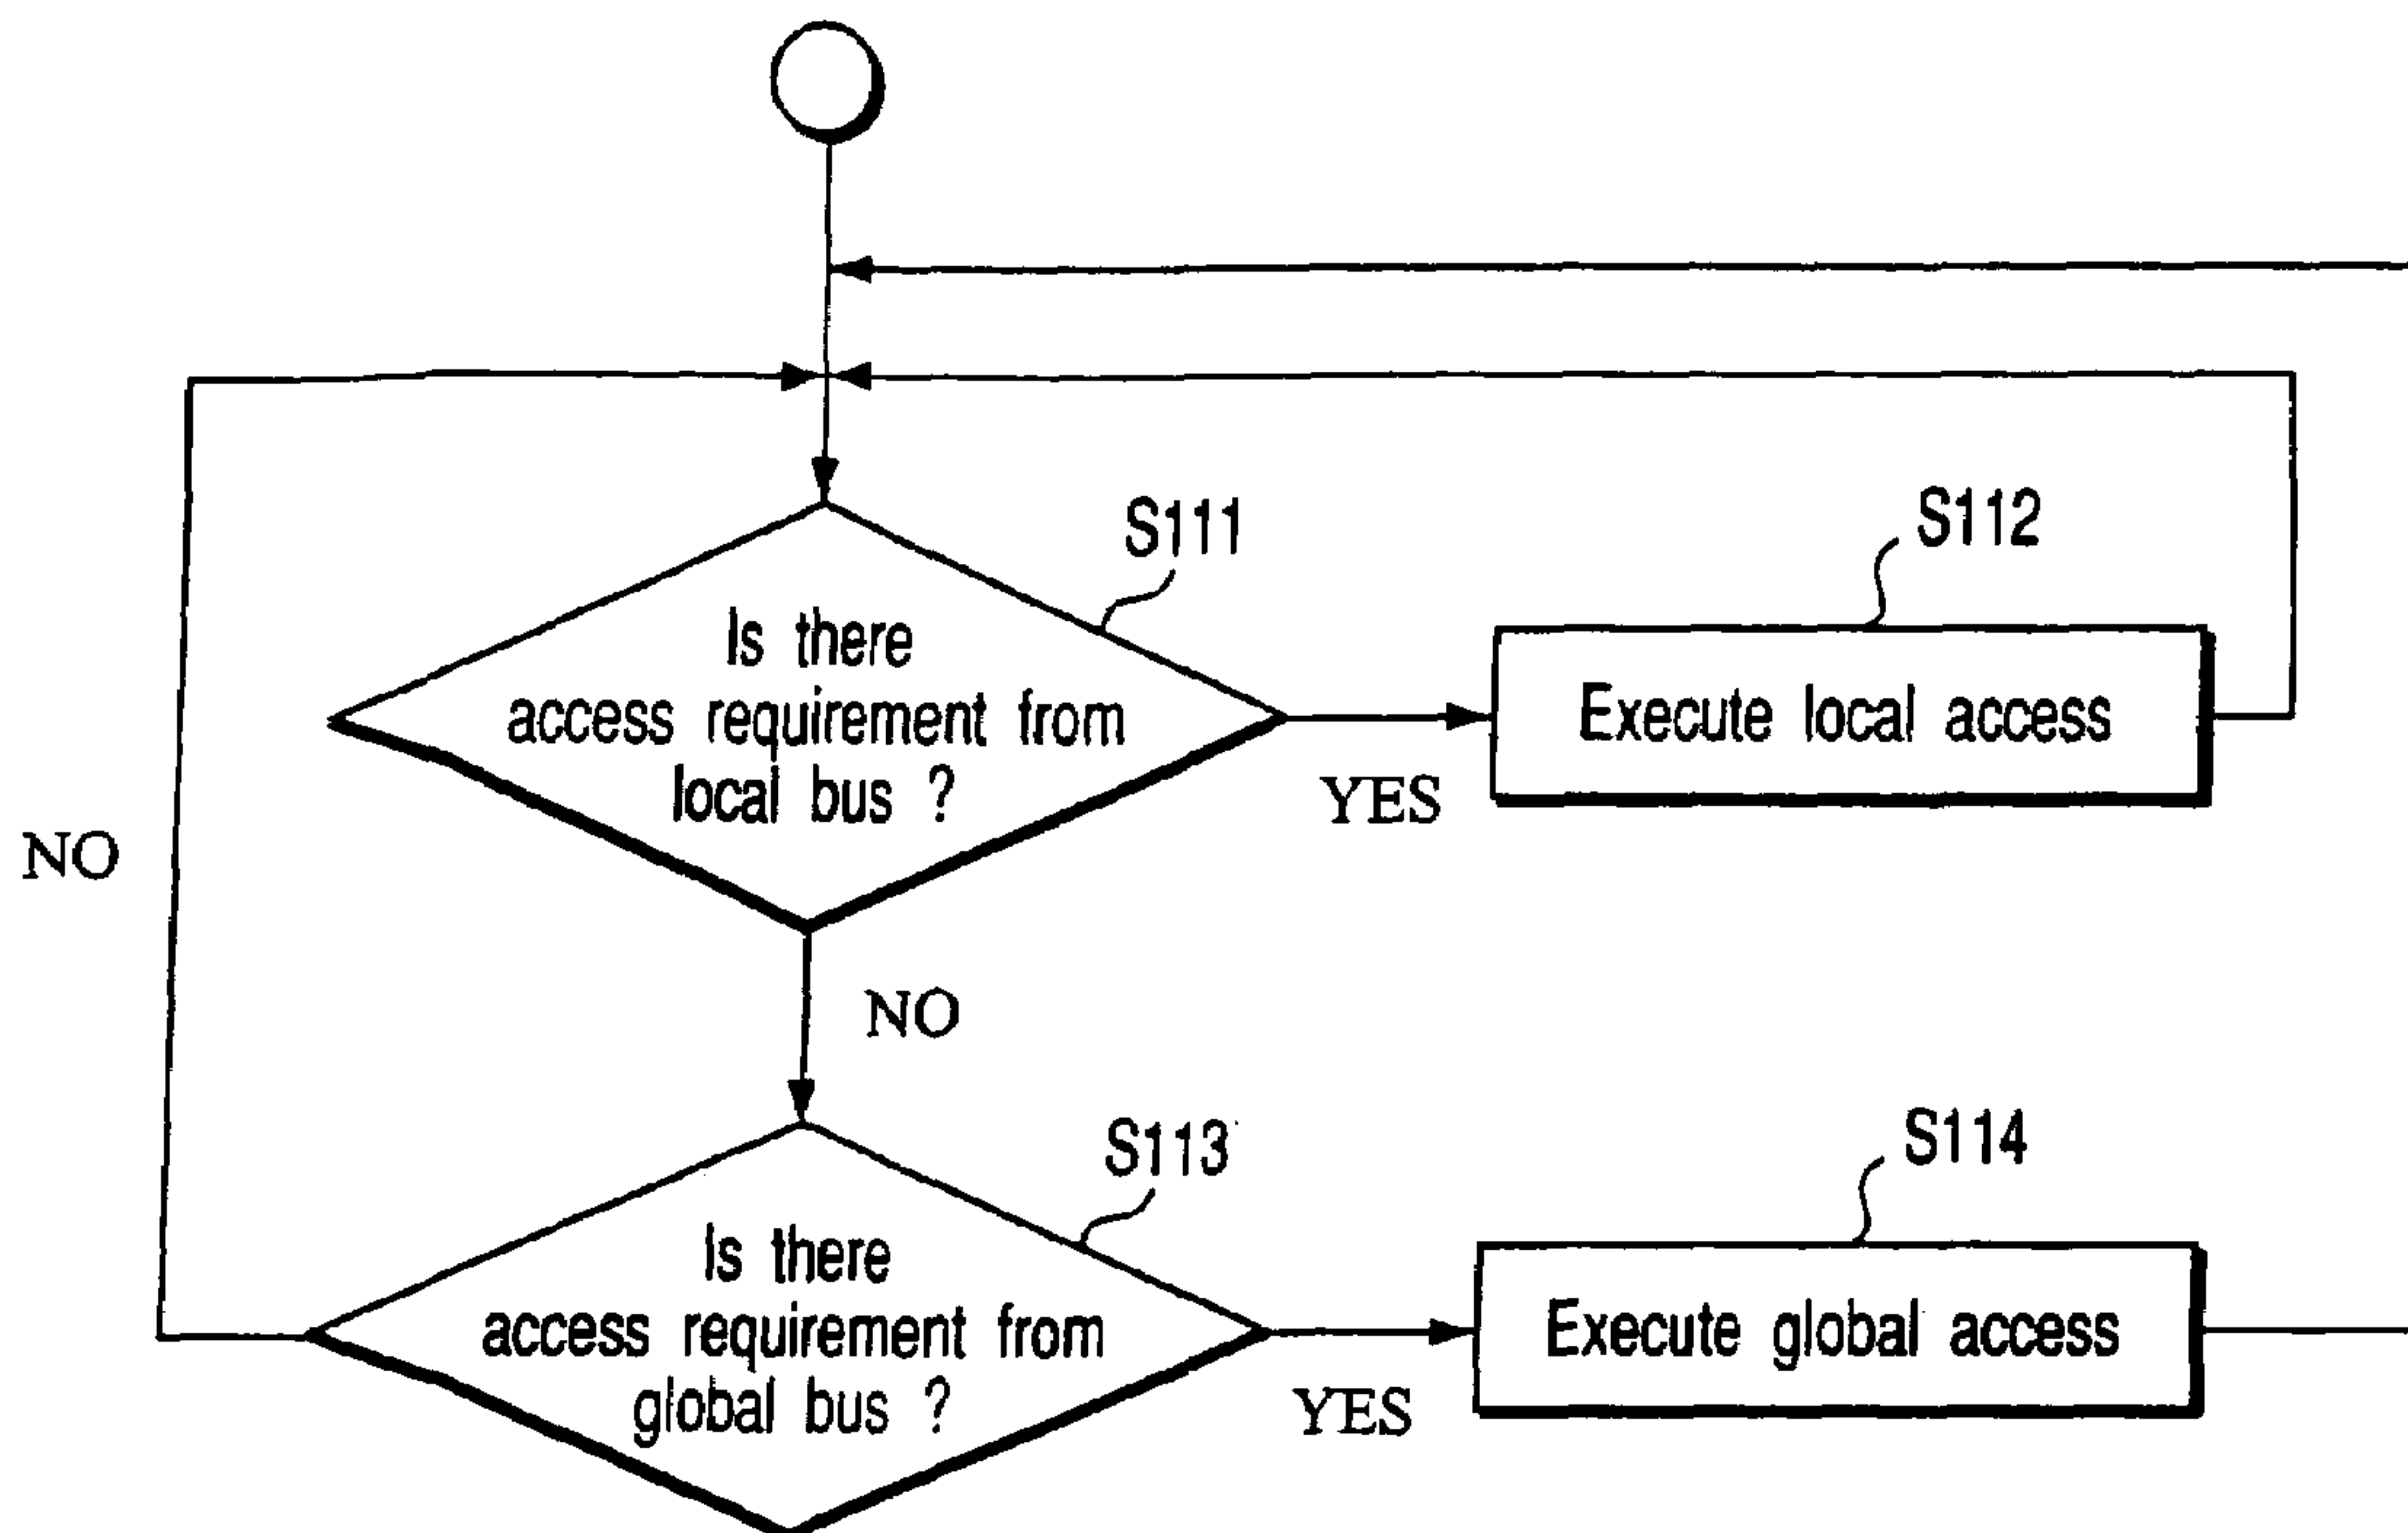 S111
S112
Is there
access requirement from
local bus ?
Execute local access
YES
NO
NO
S113
S114
Is there
access requirement from
global bus ?
Execute global access
YES